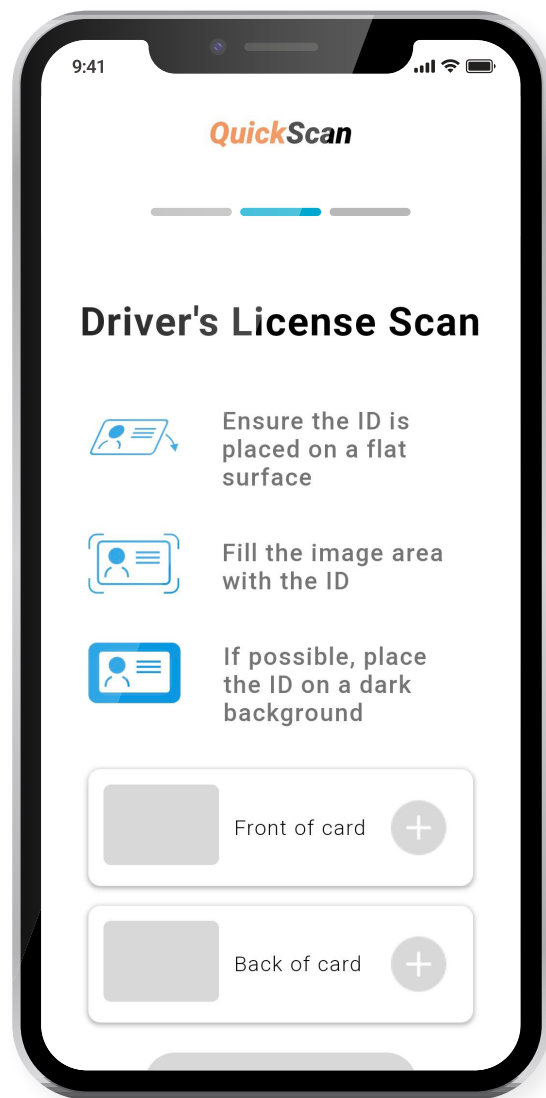 9:41
QuickScan
Driver's License Scan
Ensure the ID is
placed on a flat
surface
Fill the image area
with the ID
If possible, place
the ID on a dark
background
Front of card
Back of card